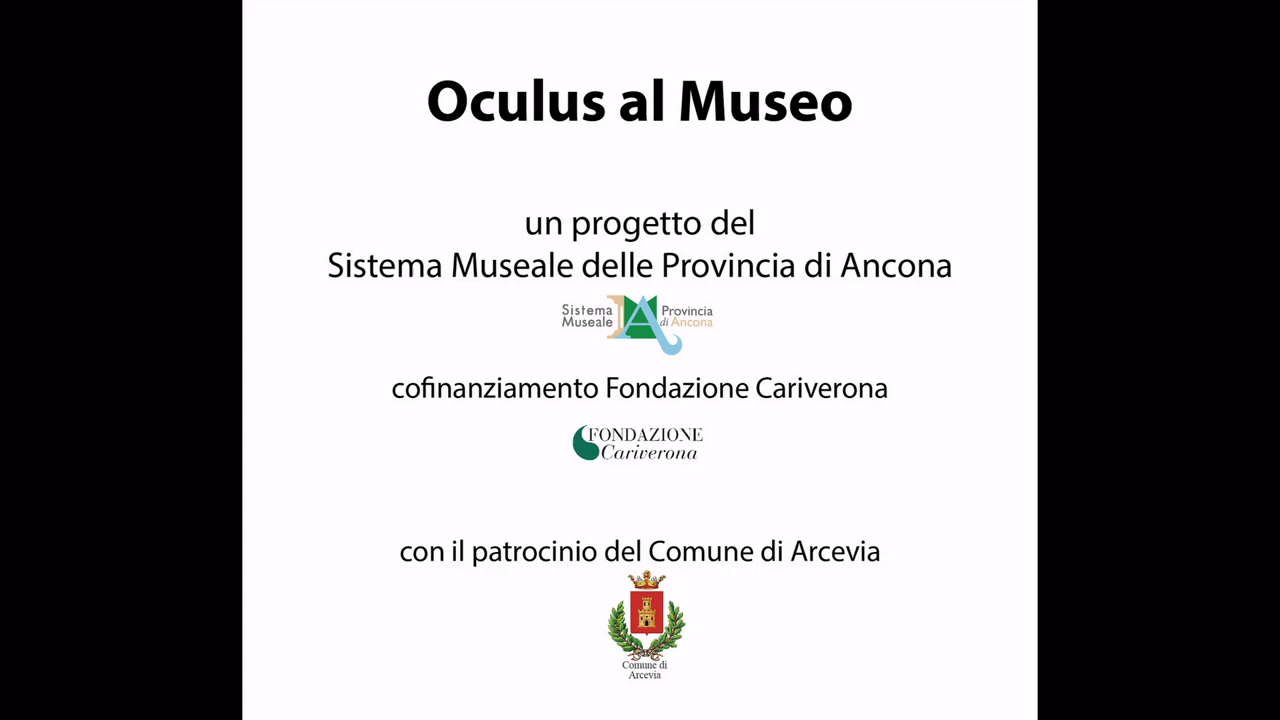 Oculus al Museo
un progetto del
Sistema Museale delle Provincia di Ancona
Sistema Museale
Provincia di Ancona
cofinanziamento Fondazione Cariverona
FONDAZIONE
Cariverona
con il patrocinio del Comune di Arcevia
Comune di
Arcevia